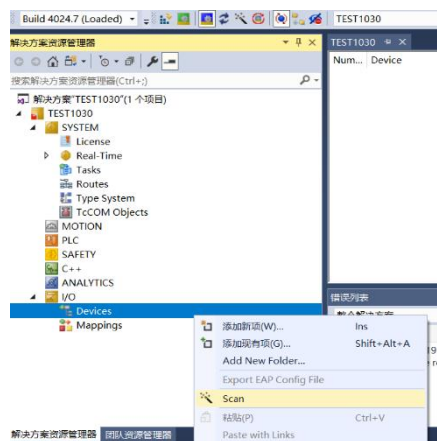 Build 4024.7 (Loaded)
TEST1030
解决方案资源管理器
TEST1030
Num... Device
搜索解决方案资源管理器(Ctrl+;)
解决方案"TEST1030"(1 个项目)
TEST1030
SYSTEM
License
Real-Time
Tasks
Routes
Type System
TcCOM Objects
MOTION
PLC
SAFETY
C++
ANALYTICS
I/O
错误列表
Devices
Mappings
添加新项(W)... Ins
添加现有项(G)... Shift+Alt+A
Add New Folder...
Export EAP Config File
Scan
粘贴(P) Ctrl+V
Paste with Links
解决方案资源管理器 团队资源管理器